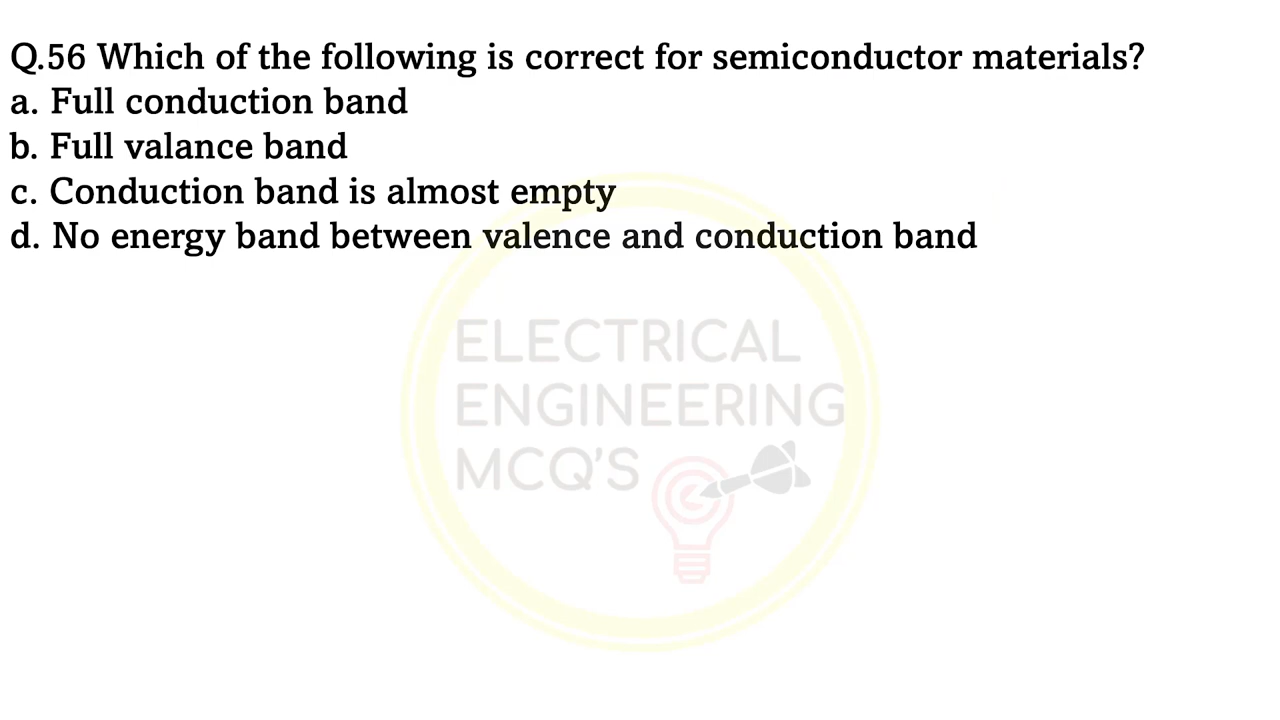 Q.56 Which of the following is correct for semiconductor materials?
a. Full conduction band
b. Full valance band
c. Conduction band is almost empty
d. No energy band between valence and conduction band
ELECTRICAL
ENGINEERING
MCQ'S